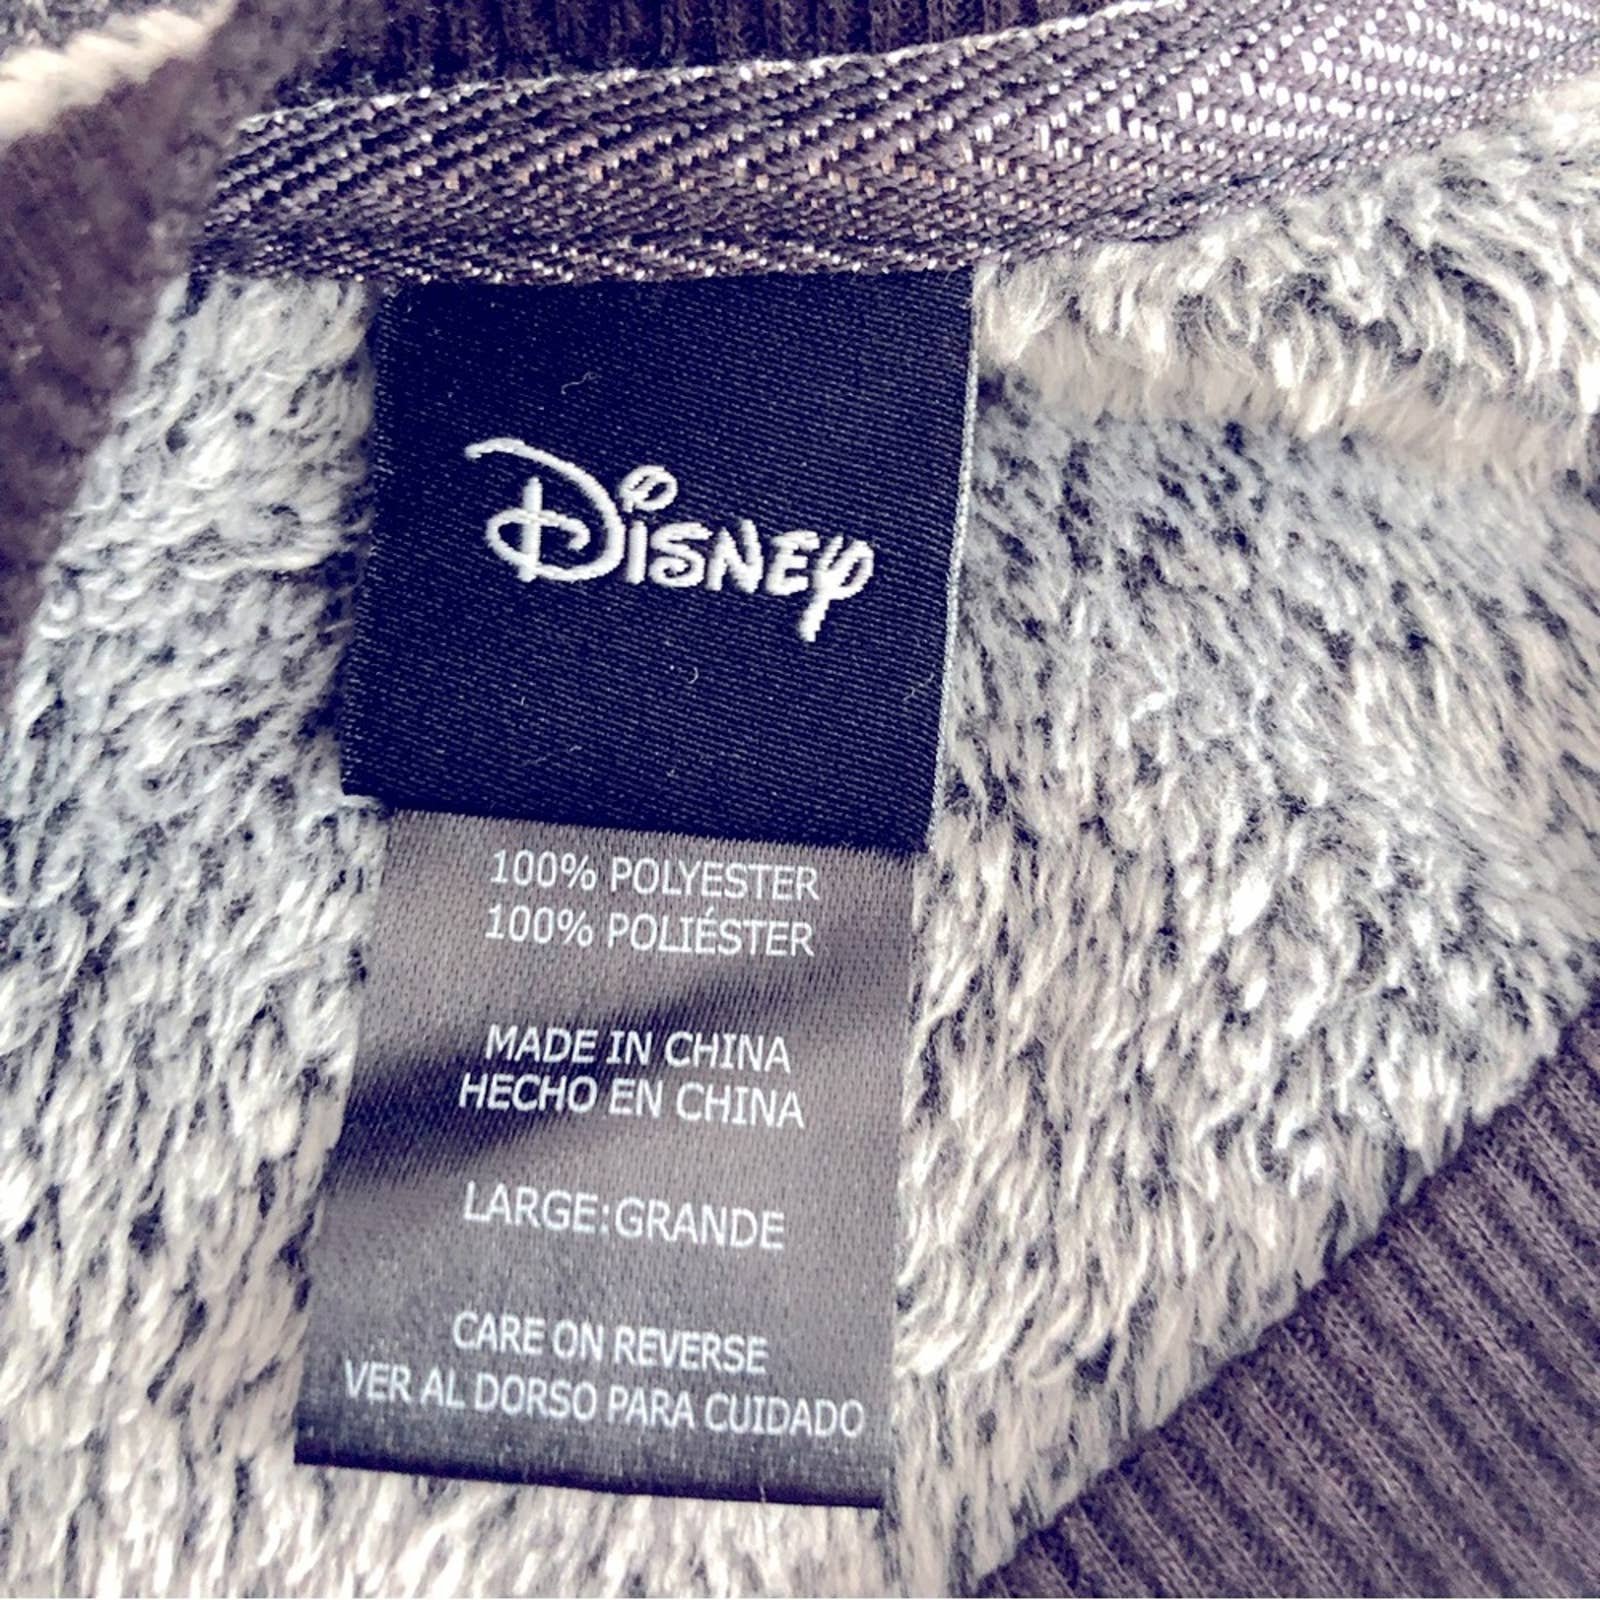 Disney
100% POLYESTER
100% POLIÉSTER
MADE IN CHINA
HECHO EN CHINA
LARGE:GRANDE
CARE ON REVERSE
VER AL DORSO PARA CUIDADO